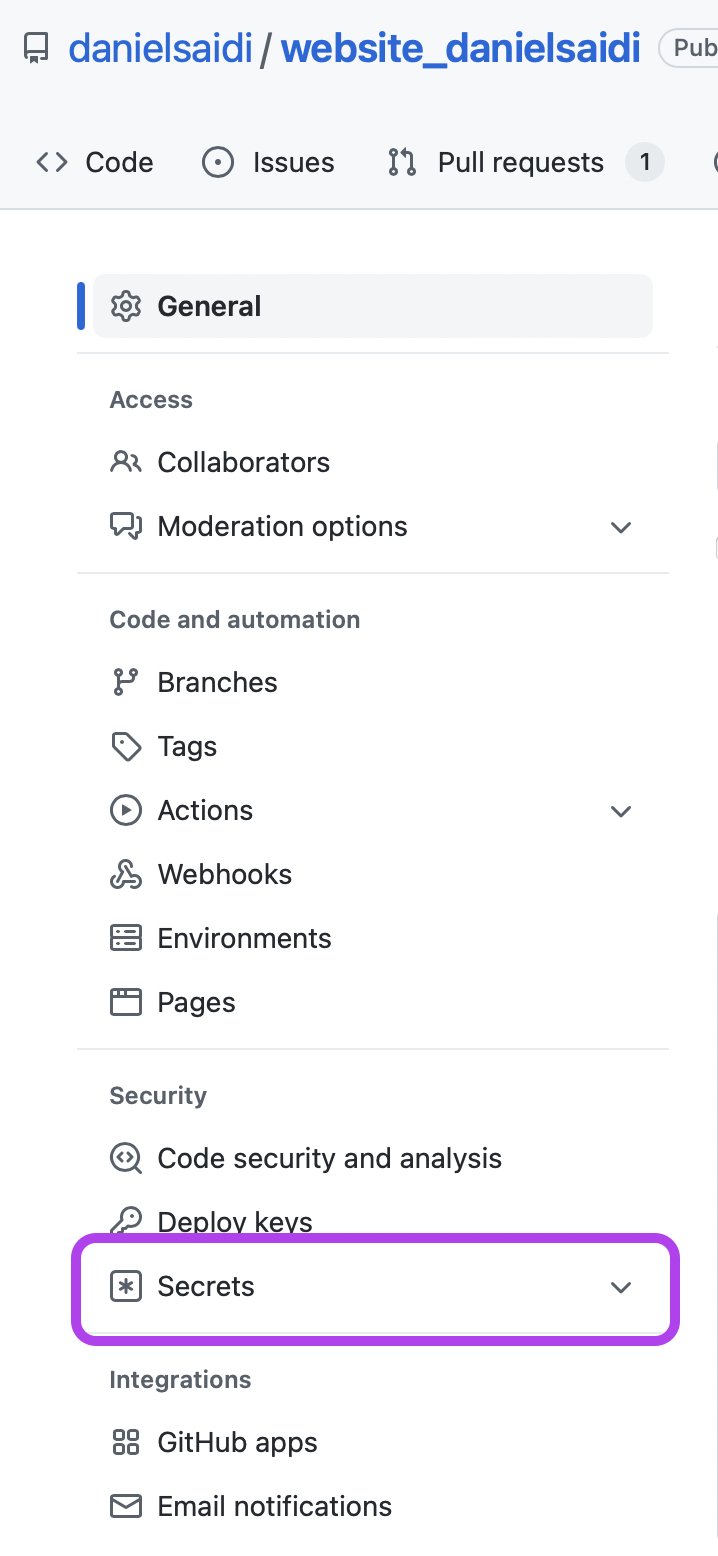 danielsaidi / website_danielsaidi Pub
Code Issues Pull requests 1
General
Access
Collaborators
Moderation options
Code and automation
Branches
Tags
Actions
Webhooks
Environments
Pages
Security
Code security and analysis
Deploy keys
Secrets
Integrations
GitHub apps
Email notifications